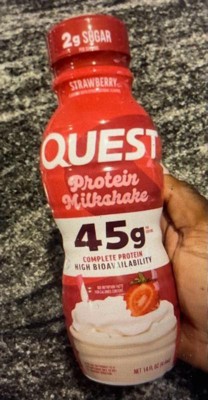 2g SUGAR
STRAWBERRY
QUEST
Protein
Milkshake
45g
COMPLETE PROTEIN
HIGH BIOAVAILABILITY